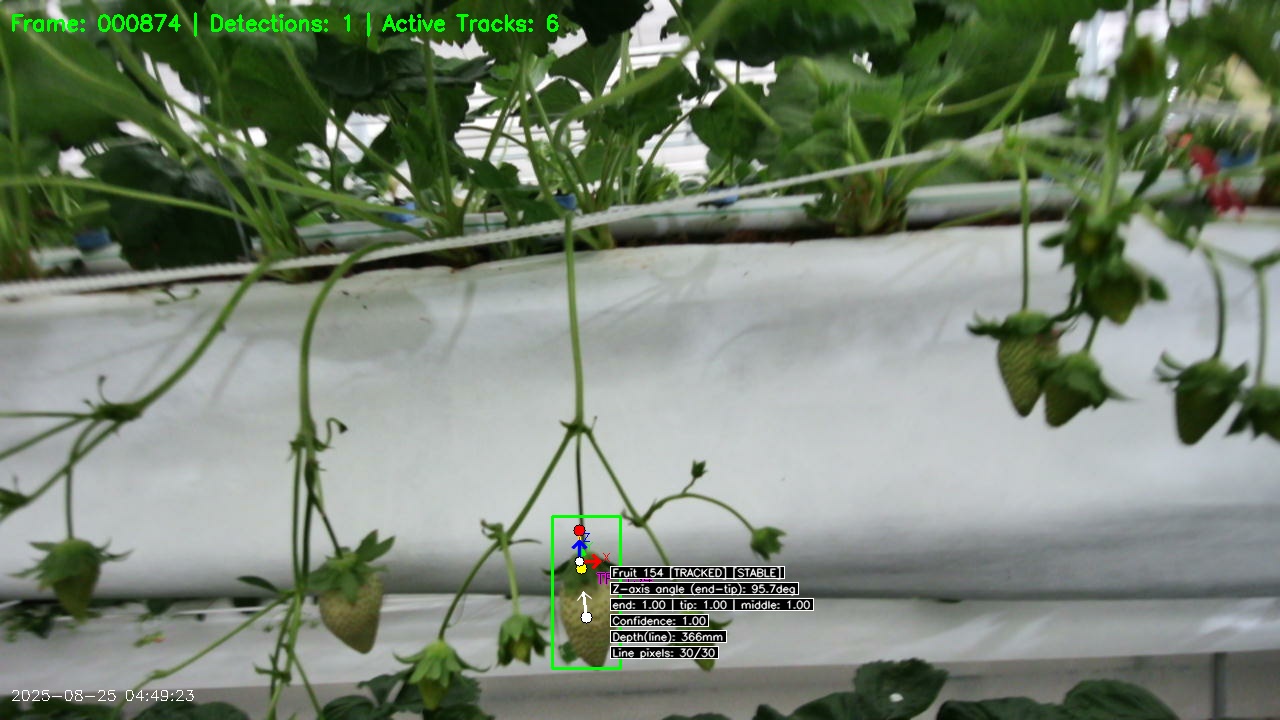 Frame: 000874 | Detections: 1 | Active Tracks: 6
z
x
Fruit 154 [TRACKED] [STABLE]
Z-axis angle (end-tip): 95.7deg
end: 1.00 | tip: 1.00 | middle: 1.00
Confidence: 1.00
Depth(line): 366mm
Line pixels: 30/30
2025-08-25 04:49:23